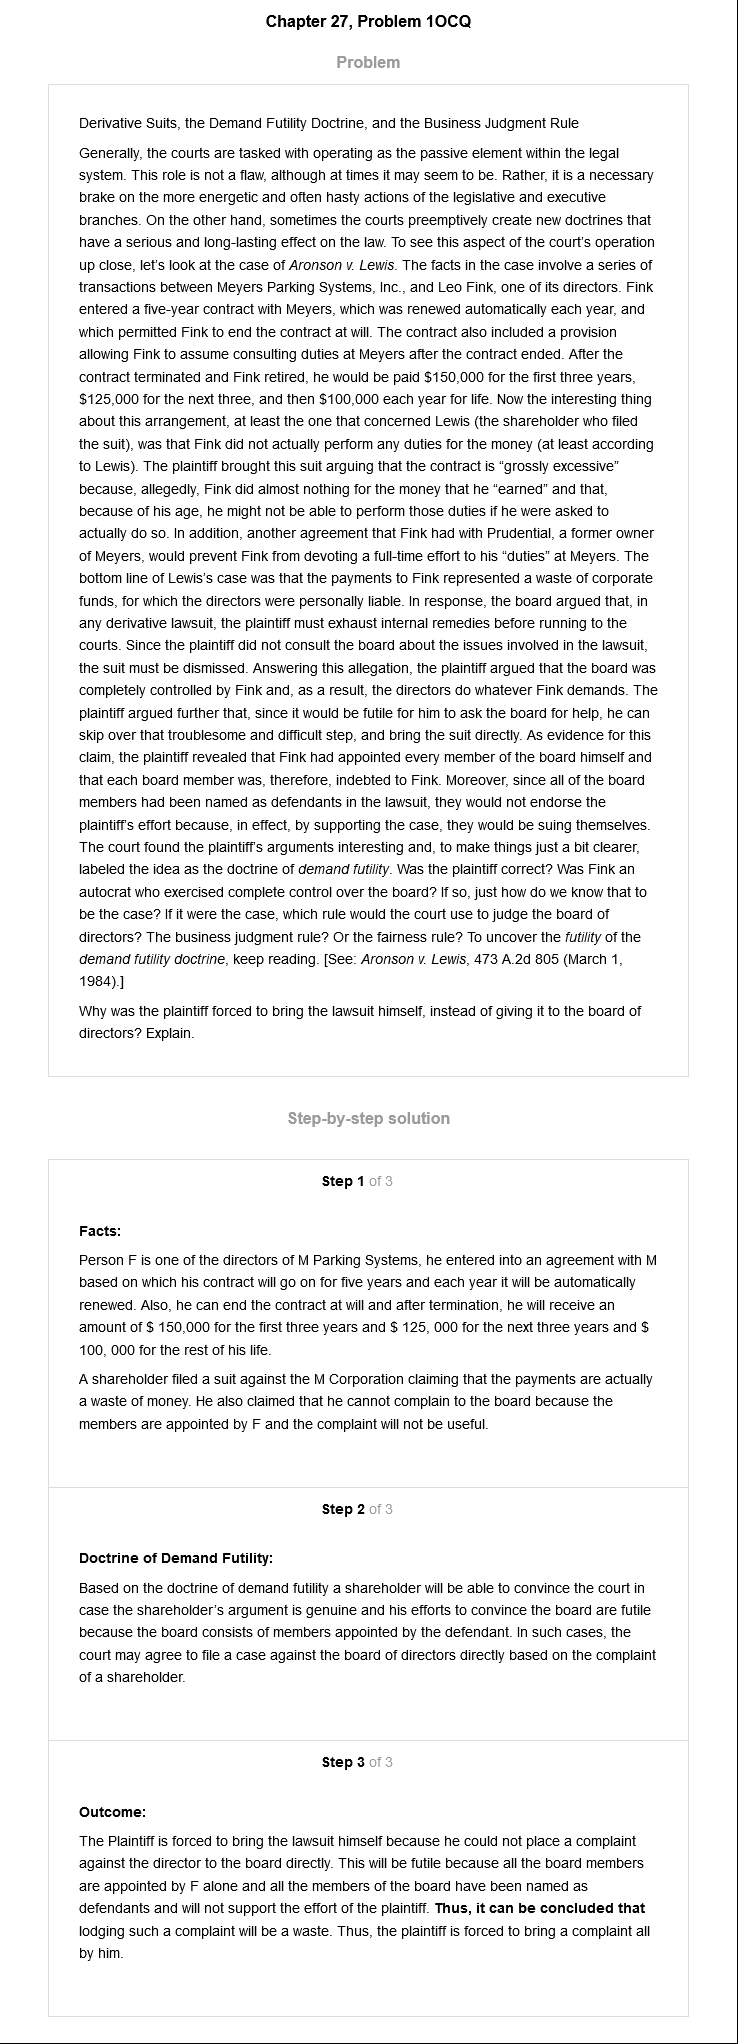 Chapter 27, Problem 1OCQ
Problem
Derivative Suits, the Demand Futility Doctrine, and the Business Judgment Rule
Generally, the courts are tasked with operating as the passive element within the legal
system. This role is not a flaw, although at times it may seem to be. Rather, it is a necessary
brake on the more energetic and often hasty actions of the legislative and executive
branches. On the other hand, sometimes the courts preemptively create new doctrines that
have a serious and long-lasting effect on the law. To see this aspect of the court's operation
up close, let's look at the case of Aronson v. Lewis. The facts in the case involve a series of
transactions between Meyers Parking Systems, Inc., and Leo Fink, one of its directors. Fink
entered a five-year contract with Meyers, which was renewed automatically each year, and
which permitted Fink to end the contract at will. The contract also included a provision
allowing Fink to assume consulting duties at Meyers after the contract ended. After the
contract terminated and Fink retired, he would be paid $150,000 for the first three years,
$125,000 for the next three, and then $100,000 each year for life. Now the interesting thing
about this arrangement, at least the one that concerned Lewis (the shareholder who filed
the suit), was that Fink did not actually perform any duties for the money (at least according
to Lewis). The plaintiff brought this suit arguing that the contract is “grossly excessive”
because, allegedly, Fink did almost nothing for the money that he “earned” and that,
because of his age, he might not be able to perform those duties if he were asked to
actually do so. In addition, another agreement that Fink had with Prudential, a former owner
of Meyers, would prevent Fink from devoting a full-time effort to his “duties” at Meyers. The
bottom line of Lewis's case was that the payments to Fink represented a waste of corporate
funds, for which the directors were personally liable. In response, the board argued that, in
any derivative lawsuit, the plaintiff must exhaust internal remedies before running to the
courts. Since the plaintiff did not consult the board about the issues involved in the lawsuit,
the suit must be dismissed. Answering this allegation, the plaintiff argued that the board was
completely controlled by Fink and, as a result, the directors do whatever Fink demands. The
plaintiff argued further that, since it would be futile for him to ask the board for help, he can
skip over that troublesome and difficult step, and bring the suit directly. As evidence for this
claim, the plaintiff revealed that Fink had appointed every member of the board himself and
that each board member was, therefore, indebted to Fink. Moreover, since all of the board
members had been named as defendants in the lawsuit, they would not endorse the
plaintiff's effort because, in effect, by supporting the case, they would be suing themselves.
The court found the plaintiff's arguments interesting and, to make things just a bit clearer,
labeled the idea as the doctrine of demand futility. Was the plaintiff correct? Was Fink an
autocrat who exercised complete control over the board? If so, just how do we know that to
be the case? If it were the case, which rule would the court use to judge the board of
directors? The business judgment rule? Or the fairness rule? To uncover the futility of the
demand futility doctrine, keep reading. [See: Aronson v. Lewis, 473 A.2d 805 (March 1,
1984).]
Why was the plaintiff forced to bring the lawsuit himself, instead of giving it to the board of
directors? Explain.
Step-by-step solution
Step 1 of 3
Facts:
Person F is one of the directors of M Parking Systems, he entered into an agreement with M
based on which his contract will go on for five years and each year it will be automatically
renewed. Also, he can end the contract at will and after termination, he will receive an
amount of $ 150,000 for the first three years and $ 125, 000 for the next three years and $
100, 000 for the rest of his life.
A shareholder filed a suit against the M Corporation claiming that the payments are actually
a waste of money. He also claimed that he cannot complain to the board because the
members are appointed by F and the complaint will not be useful.
Step 2 of 3
Doctrine of Demand Futility:
Based on the doctrine of demand futility a shareholder will be able to convince the court in
case the shareholder's argument is genuine and his efforts to convince the board are futile
because the board consists of members appointed by the defendant. In such cases, the
court may agree to file a case against the board of directors directly based on the complaint
of a shareholder.
Step 3 of 3
Outcome:
The Plaintiff is forced to bring the lawsuit himself because he could not place a complaint
against the director to the board directly. This will be futile because all the board members
are appointed by F alone and all the members of the board have been named as
defendants and will not support the effort of the plaintiff. Thus, it can be concluded that
lodging such a complaint will be a waste. Thus, the plaintiff is forced to bring a complaint all
by him.